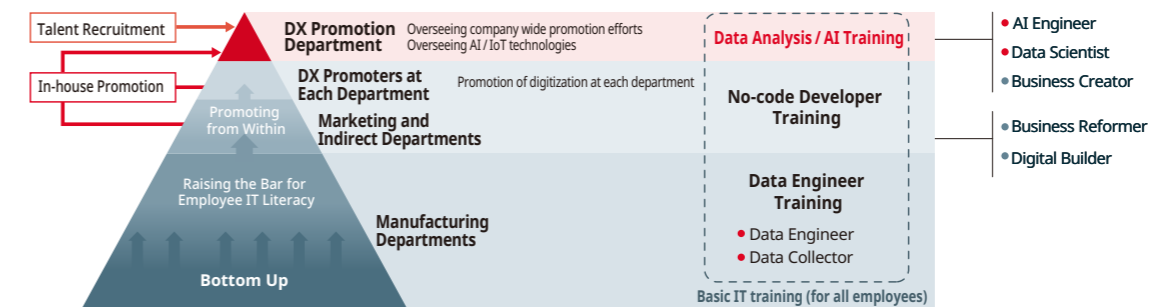 Talent Recruitment
In-house Promotion
Promoting
from Within
Raising the Bar for
Employee IT Literacy
Bottom Up
DX Promotion
Department
Overseeing company wide promotion efforts
Overseeing AI / IoT technologies
DX Promoters at
Each Department
Promotion of digitization at each department
Marketing and
Indirect Departments
Manufacturing
Departments
Data Analysis / AI Training
No-code Developer
Training
Data Engineer
Training
• Data Engineer
• Data Collector
Basic IT training (for all employees)
• AI Engineer
• Data Scientist
• Business Creator
• Business Reformer
• Digital Builder